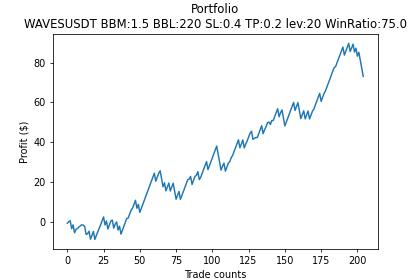 Portfolio
WAVESUSDT BBM:1.5 BBL:220 SL:0.4 TP:0.2 lev:20 WinRatio:75.0
Profit ($)
80
60
40
20
0
0 25 50 75 100 125 150 175 200
Trade counts